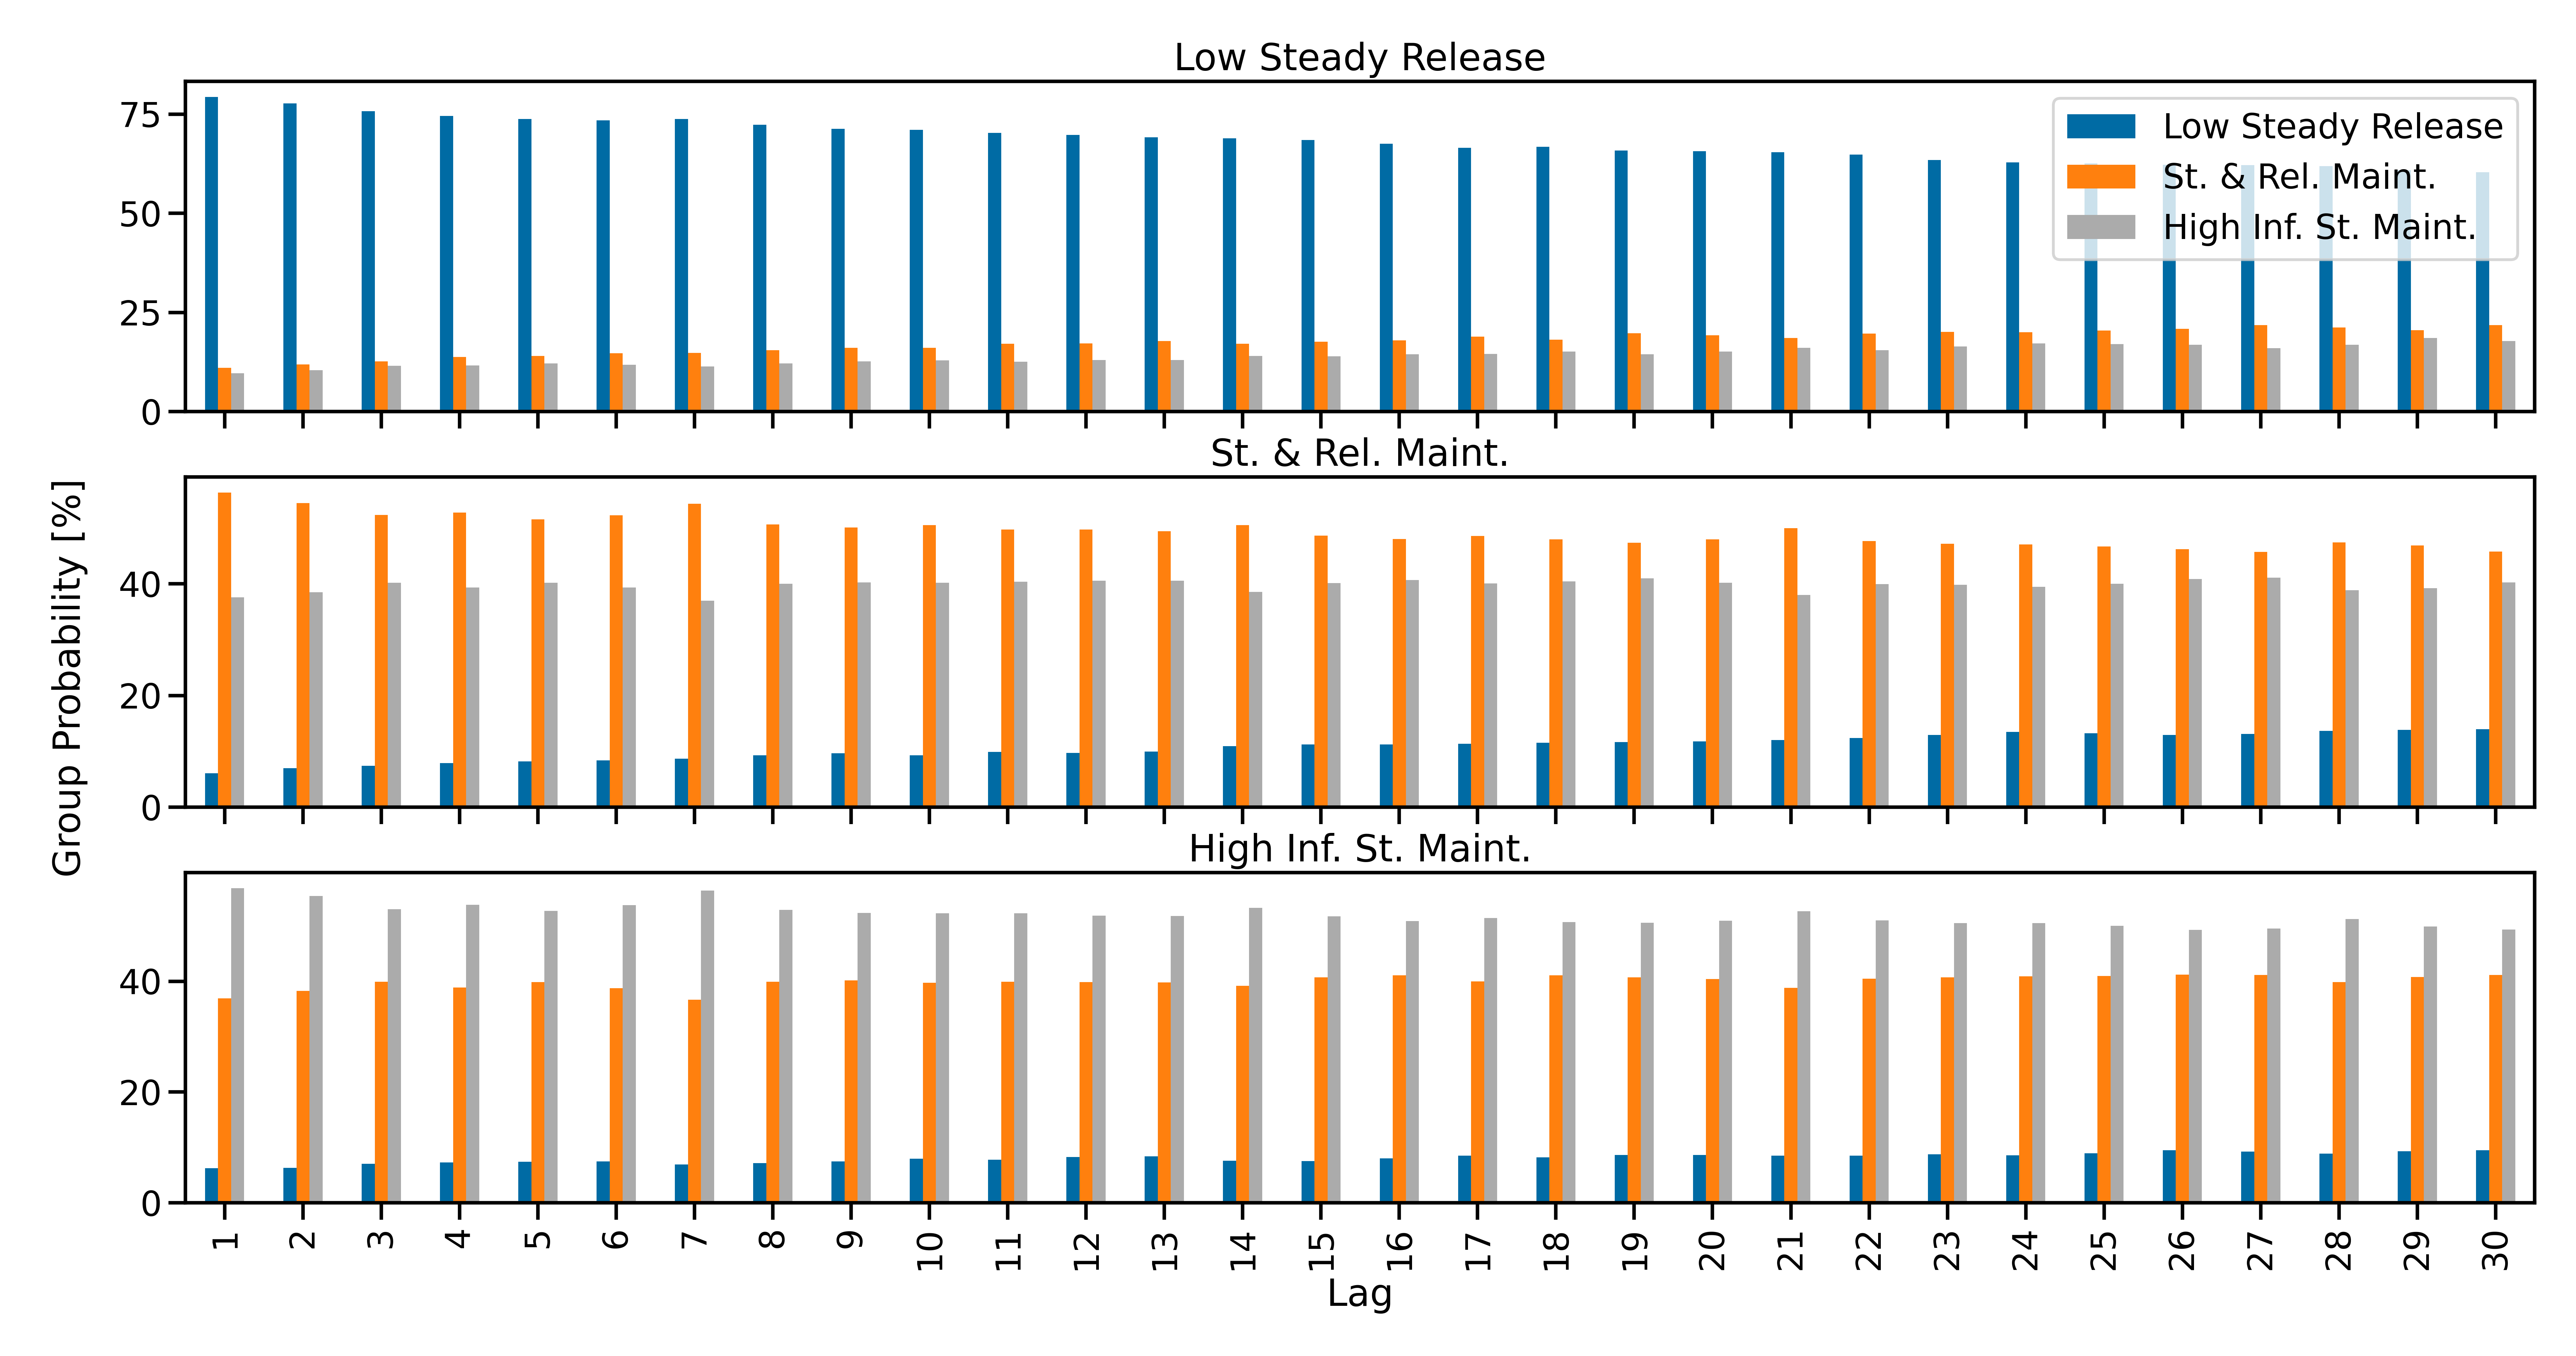 Low Steady Release
75
50
25
0
Low Steady Release
St. & Rel. Maint.
High Inf. St. Maint.
St. & Rel. Maint.
Group Probability [%]
40
20
0
High Inf. St. Maint.
40
20
0
1 2 3 4 5 6 7 8 9 10 11 12 13 14 15 16 17 18 19 20 21 22 23 24 25 26 27 28 29 30
Lag